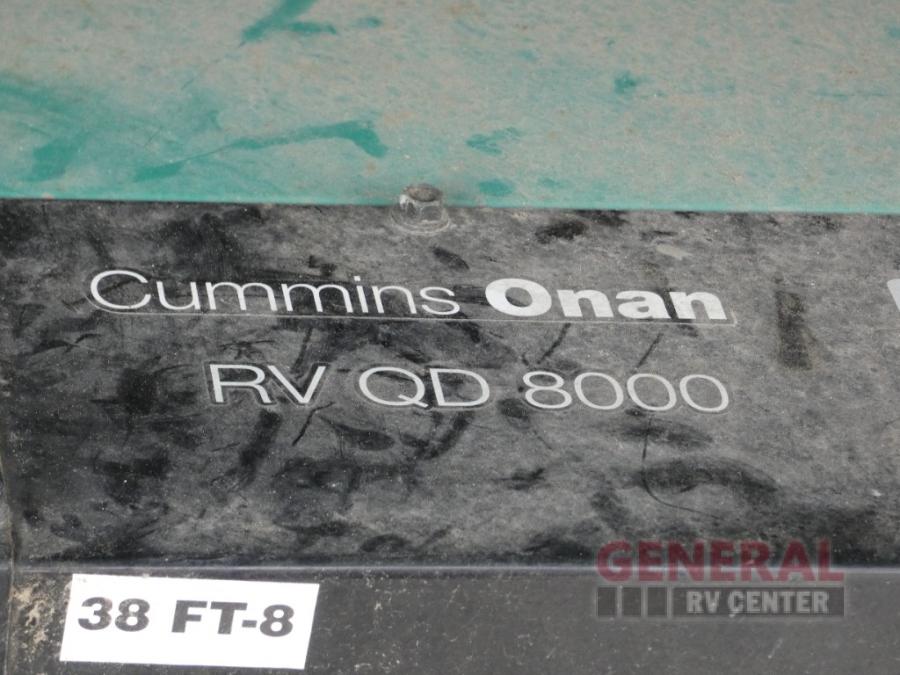 Cummins Onan
RV QD 8000
38 FT-8
GENERAL
RV CENTER